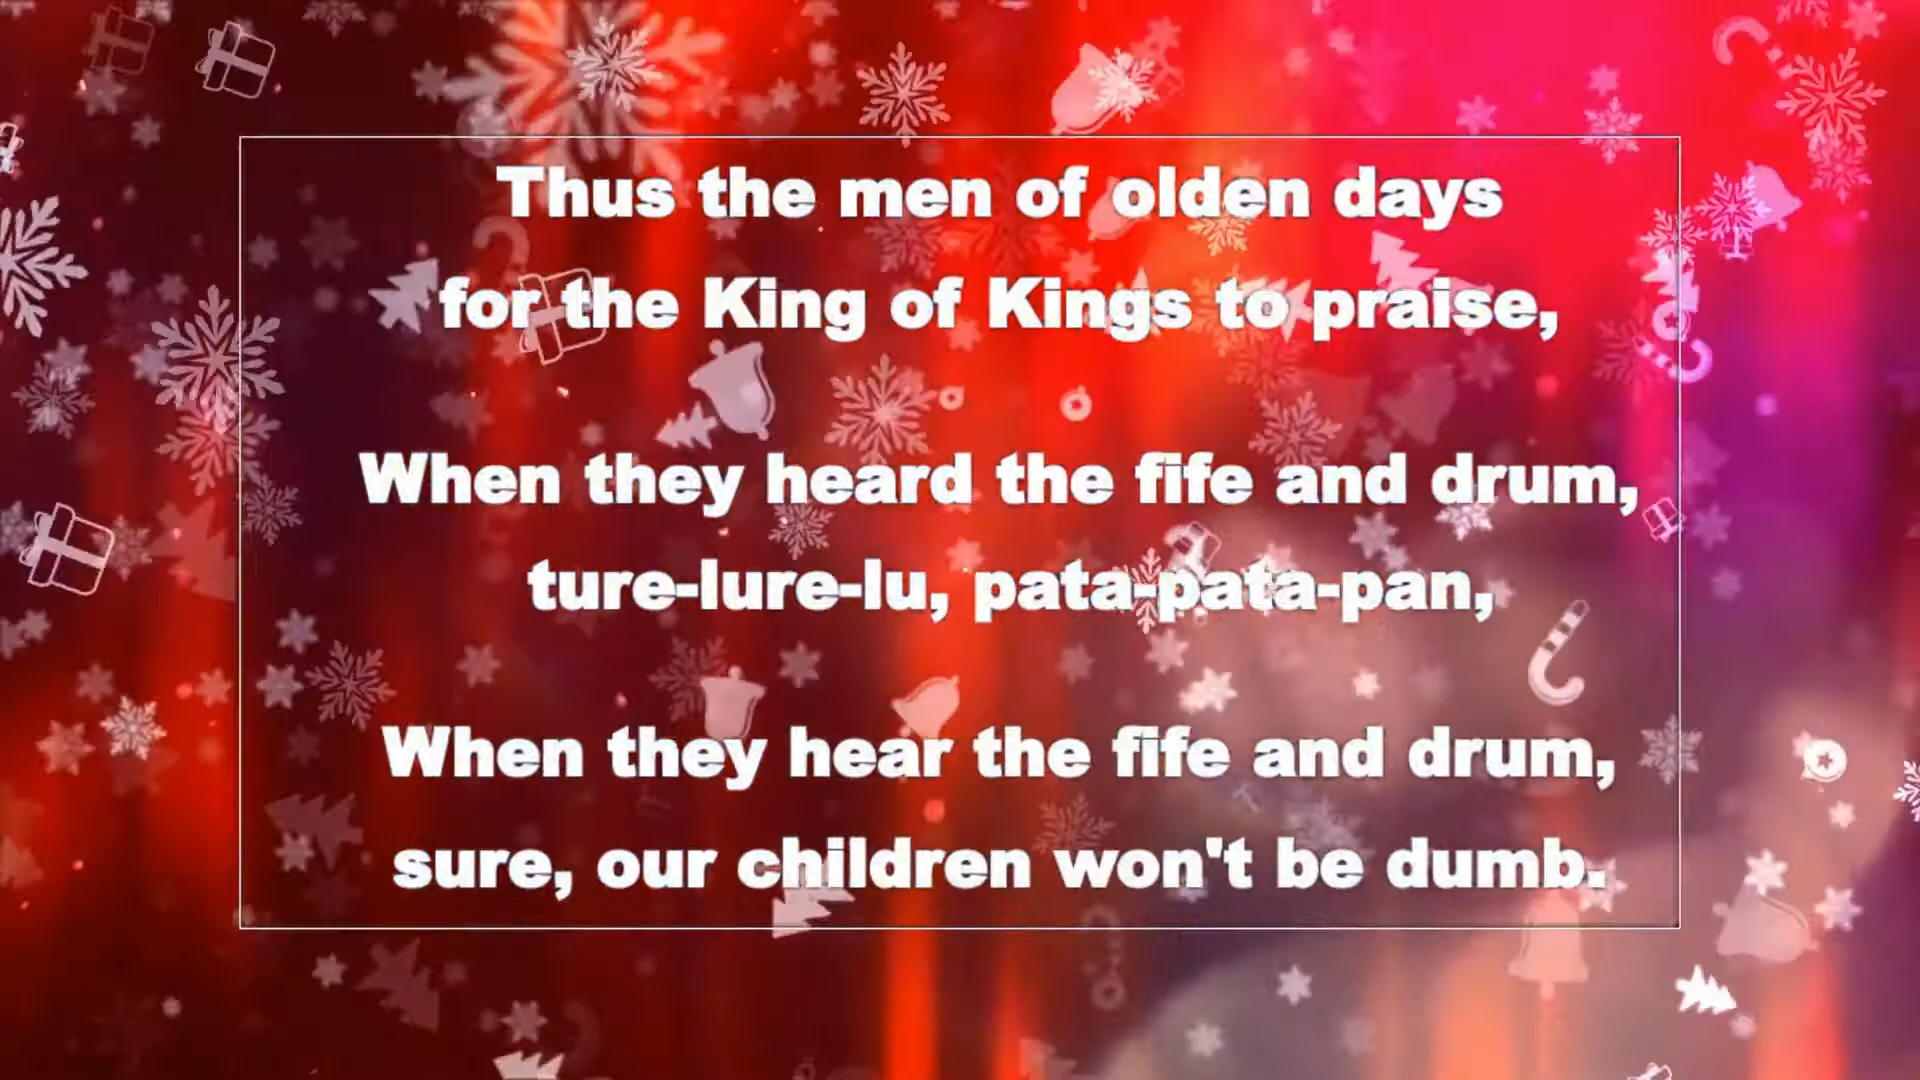 Thus the men of olden days
for the King of Kings to praise,
When they heard the fife and drum,
ture-lure-lu, pata-pata-pan,
When they hear the fife and drum,
sure, our children won't be dumb.